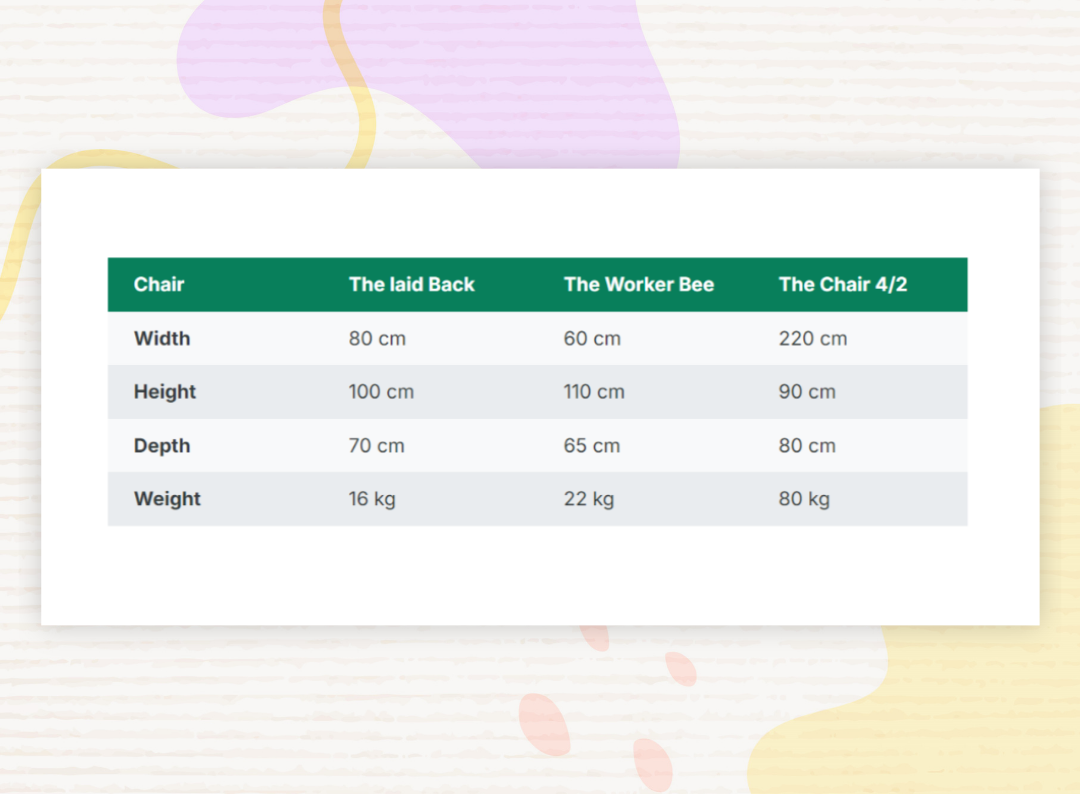 Chair The laid Back The Worker Bee The Chair 4/2
Width 80 cm 60 cm 220 cm
Height 100 cm 110 cm 90 cm
Depth 70 cm 65 cm 80 cm
Weight 16 kg 22 kg 80 kg